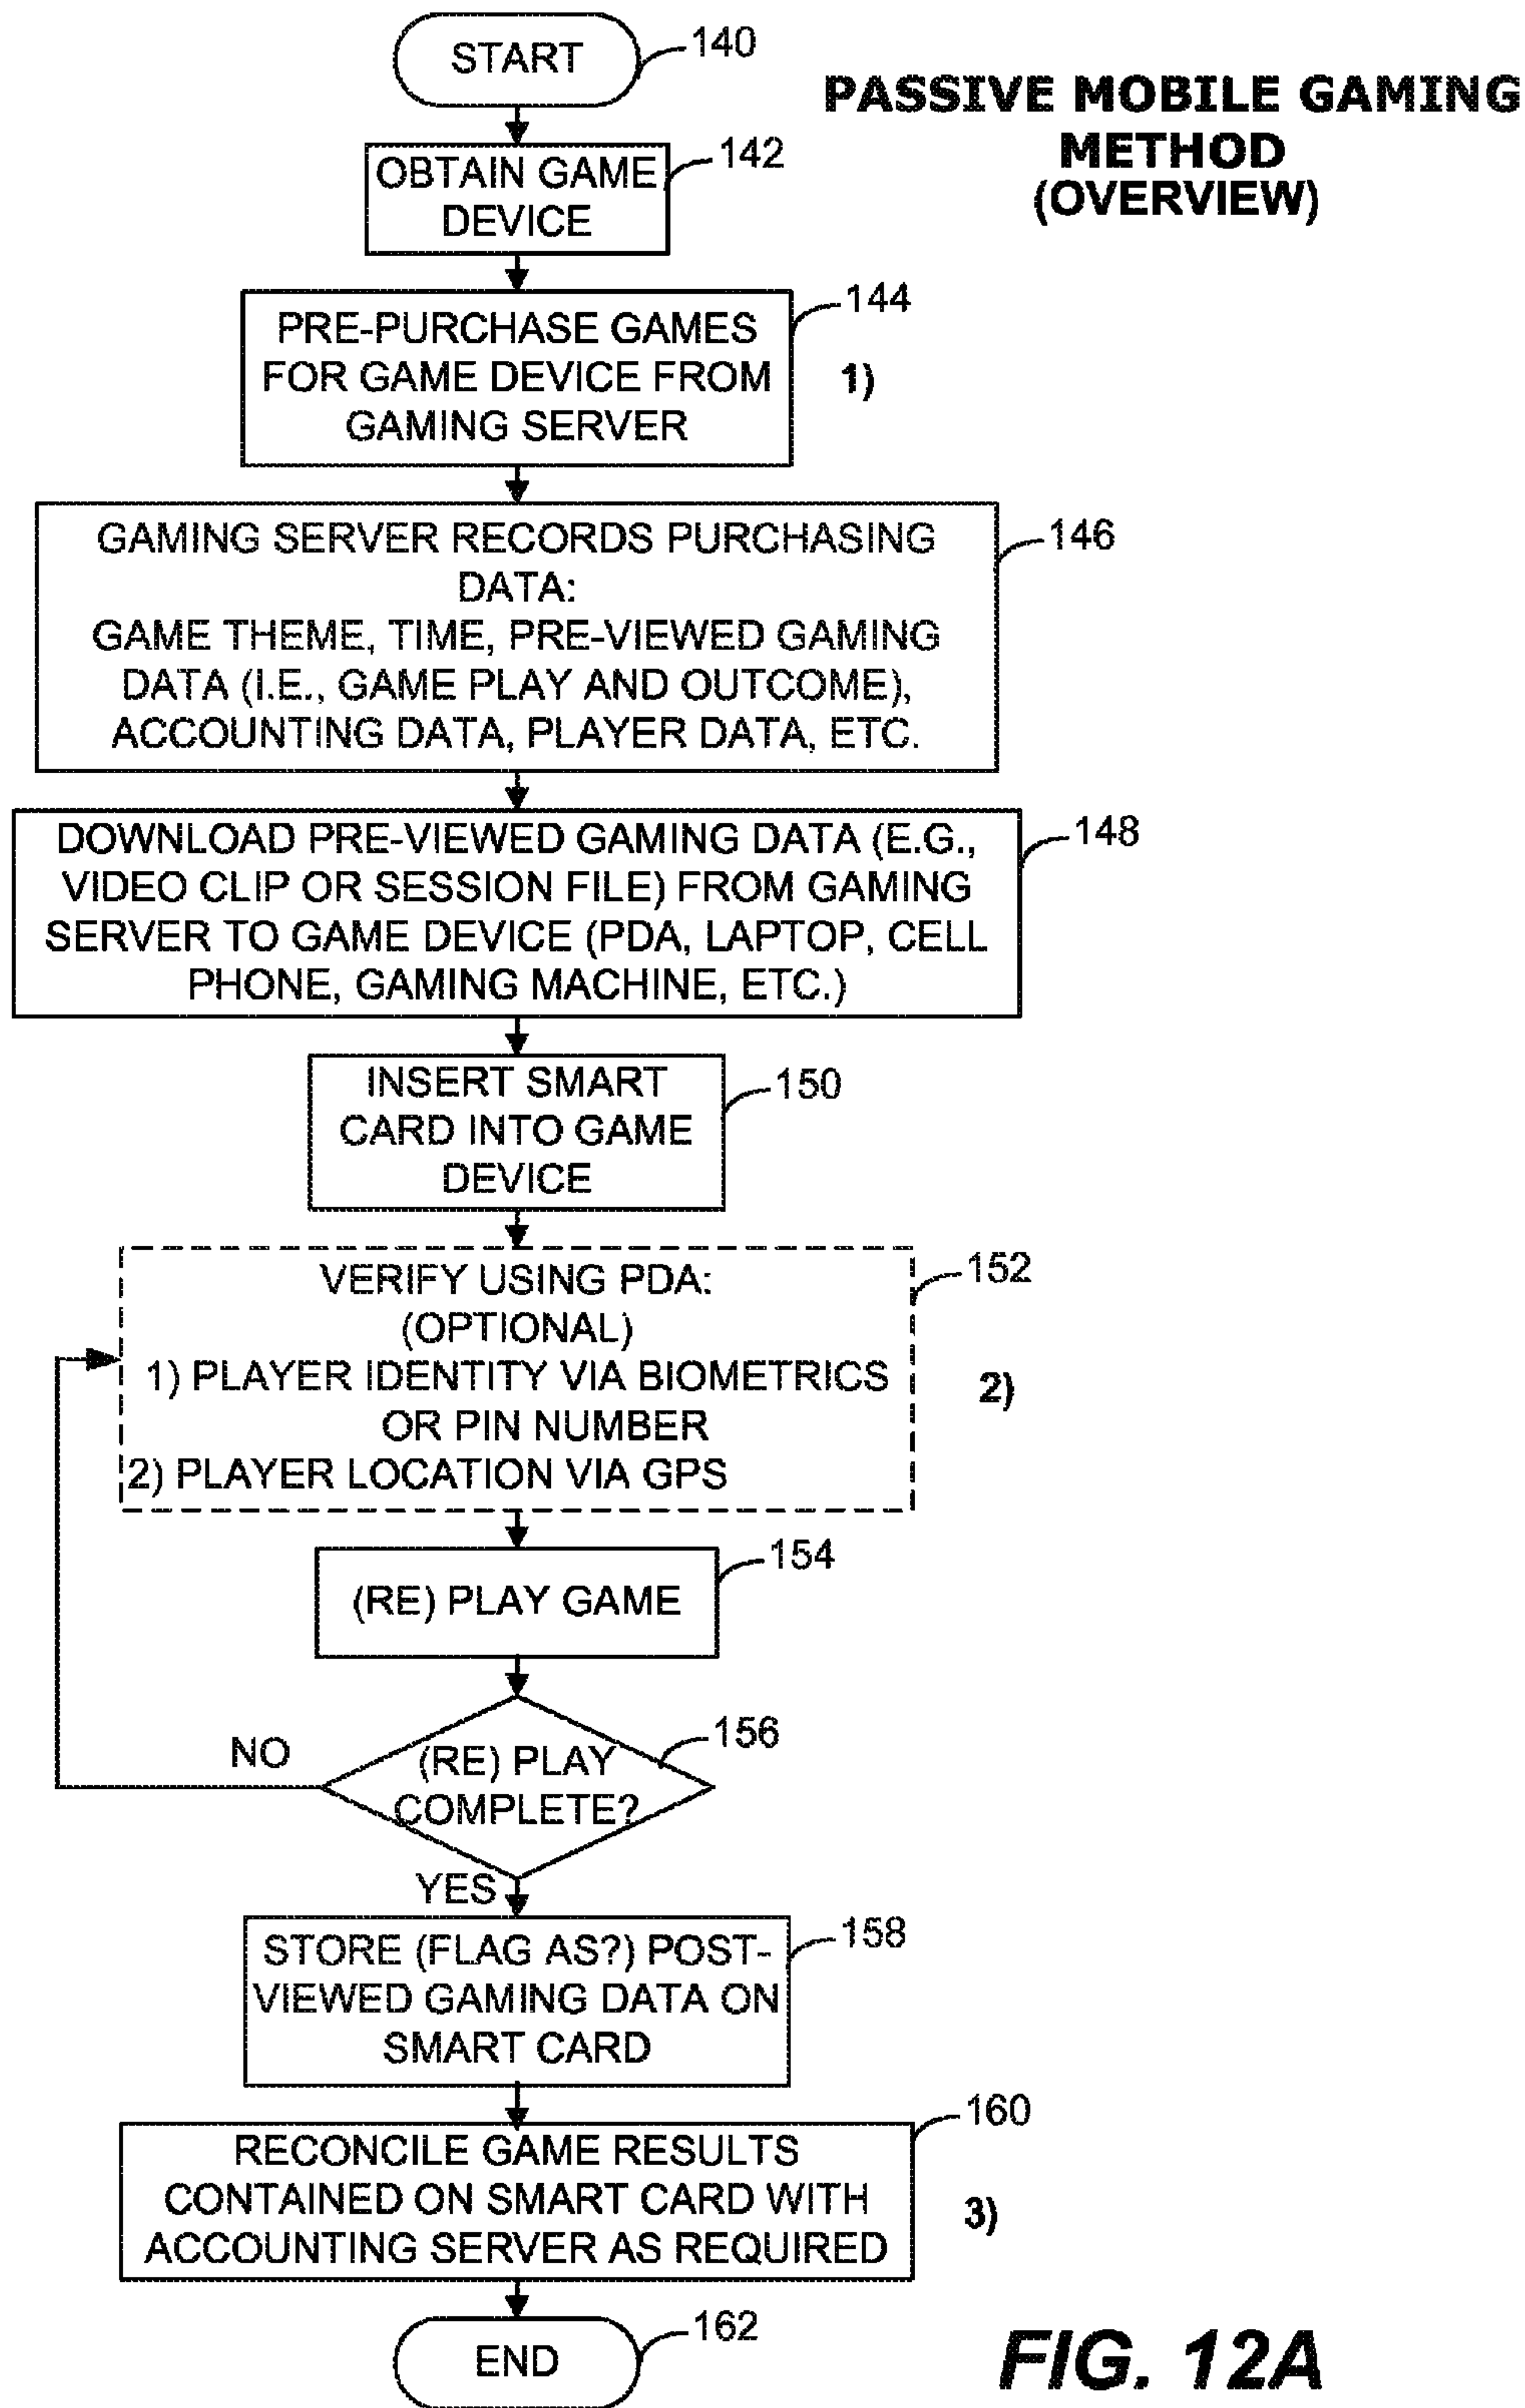 START
140
PASSIVE MOBILE GAMING
METHOD
(OVERVIEW)
OBTAIN GAME
DEVICE
142
PRE-PURCHASE GAMES
FOR GAME DEVICE FROM
GAMING SERVER
144
1)
GAMING SERVER RECORDS PURCHASING
DATA:
GAME THEME, TIME, PRE-VIEWED GAMING
DATA (I.E., GAME PLAY AND OUTCOME),
ACCOUNTING DATA, PLAYER DATA, ETC.
146
DOWNLOAD PRE-VIEWED GAMING DATA (E.G.,
VIDEO CLIP OR SESSION FILE) FROM GAMING
SERVER TO GAME DEVICE (PDA, LAPTOP, CELL
PHONE, GAMING MACHINE, ETC.)
148
INSERT SMART
CARD INTO GAME
DEVICE
150
VERIFY USING PDA:
(OPTIONAL)
1) PLAYER IDENTITY VIA BIOMETRICS
OR PIN NUMBER
2) PLAYER LOCATION VIA GPS
152
2)
(RE) PLAY GAME
154
(RE) PLAY
COMPLETE?
156
NO
YES
STORE (FLAG AS?) POST-
VIEWED GAMING DATA ON
SMART CARD
158
RECONCILE GAME RESULTS
CONTAINED ON SMART CARD WITH
ACCOUNTING SERVER AS REQUIRED
160
3)
END
162
FIG. 12A